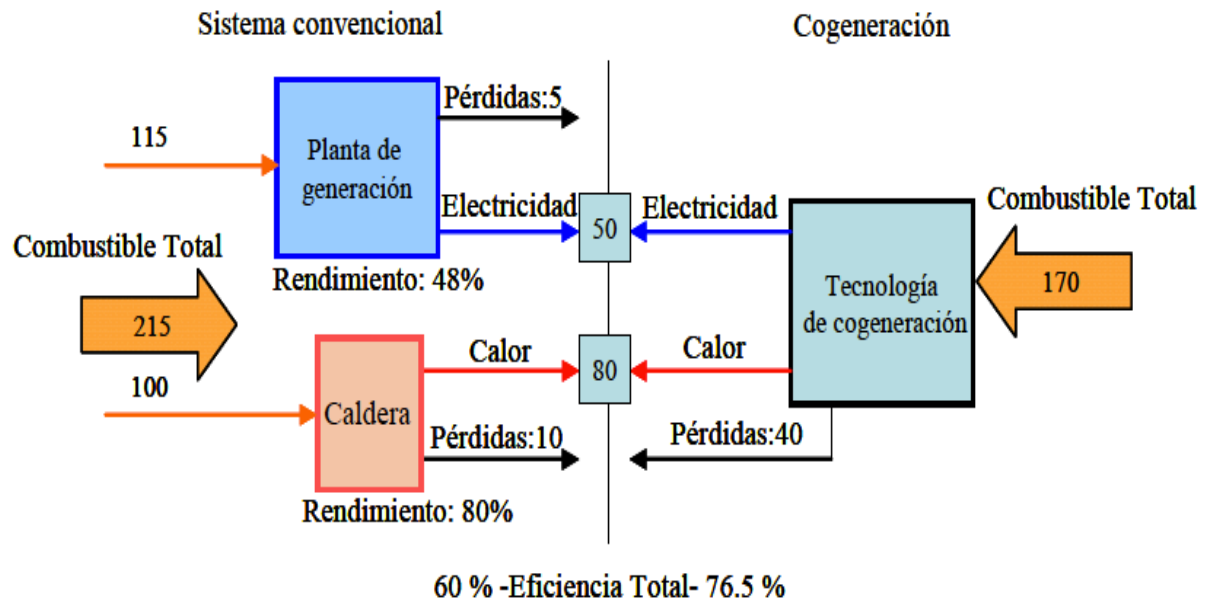 Sistema convencional
Cogeneración
Pérdidas:5
115
Planta de
generación
Electricidad
50
Electricidad
Combustible Total
Combustible Total
Rendimiento: 48%
215
170
Tecnología
de cogeneración
100
Calor
80
Calor
Caldera
Pérdidas:10
Pérdidas:40
Rendimiento: 80%
60 % -Eficiencia Total- 76.5 %